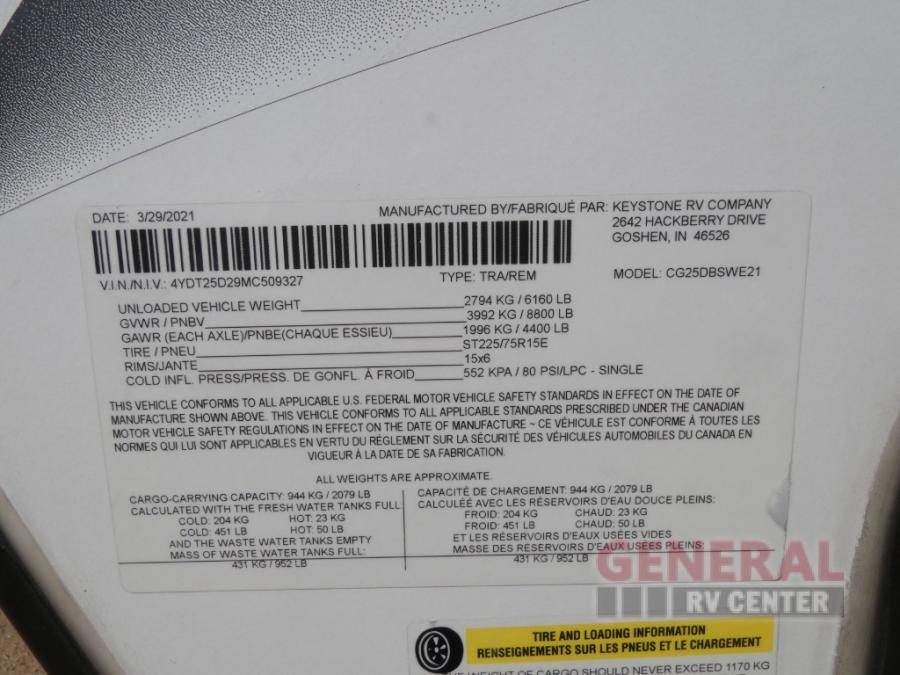 DATE: 3/29/2021
MANUFACTURED BY/FABRIQUÉ PAR: KEYSTONE RV COMPANY
2642 HACKBERRY DRIVE
GOSHEN, IN 46526
V.I.N./N.I.V.: 4YDT25D29MC509327 TYPE: TRA/REM MODEL: CG25DBSWE21
UNLOADED VEHICLE WEIGHT 2794 KG / 6160 LB
GVWR / PNBV 3992 KG / 8800 LB
GAWR (EACH AXLE)/PNBE(CHAQUE ESSIEU) 1996 KG / 4400 LB
TIRE / PNEU ST225/75R15E
RIMS/JANTE 15x6
COLD INFL. PRESS/PRESS. DE GONFL. À FROID 552 KPA / 80 PSI/LPC - SINGLE
THIS VEHICLE CONFORMS TO ALL APPLICABLE U.S. FEDERAL MOTOR VEHICLE SAFETY STANDARDS IN EFFECT ON THE DATE OF
MANUFACTURE SHOWN ABOVE. THIS VEHICLE CONFORMS TO ALL APPLICABLE STANDARDS PRESCRIBED UNDER THE CANADIAN
MOTOR VEHICLE SAFETY REGULATIONS IN EFFECT ON THE DATE OF MANUFACTURE ~ CE VÉHICULE EST CONFORME À TOUTES LES
NORMES QUI LUI SONT APPLICABLES EN VERTU DU RÉGLEMENT SUR LA SÉCURITÉ DES VÉHICULES AUTOMOBILES DU CANADA EN
VIGUEUR À LA DATE DE SA FABRICATION.
ALL WEIGHTS ARE APPROXIMATE.
CARGO-CARRYING CAPACITY: 944 KG / 2079 LB
CALCULATED WITH THE FRESH WATER TANKS FULL:
COLD: 204 KG HOT: 23 KG
COLD: 451 LB HOT: 50 LB
AND THE WASTE WATER TANKS EMPTY
MASS OF WASTE WATER TANKS FULL:
431 KG / 952 LB
CAPACITÉ DE CHARGEMENT: 944 KG / 2079 LB
CALCULÉE AVEC LES RÉSERVOIRS D'EAU DOUCE PLEINS:
FROID: 204 KG CHAUD: 23 KG
FROID: 451 LB CHAUD: 50 LB
ET LES RÉSERVOIRS D'EAUX USÉES VIDES
MASSE DES RÉSERVOIRS D'EAUX USÉES PLEINS:
431 KG / 952 LB
GENERAL
RV CENTER
TIRE AND LOADING INFORMATION
RENSEIGNEMENTS SUR LES PNEUS ET LE CHARGEMENT
WEIGHT OF CARGO SHOULD NEVER EXCEED 1170 KG